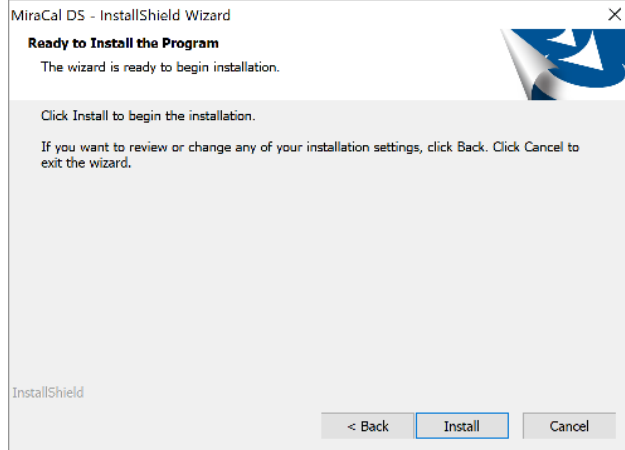 MiraCal DS - InstallShield Wizard
Ready to Install the Program
The wizard is ready to begin installation.
Click Install to begin the installation.
If you want to review or change any of your installation settings, click Back. Click Cancel to
exit the wizard.
InstallShield
< Back Install Cancel